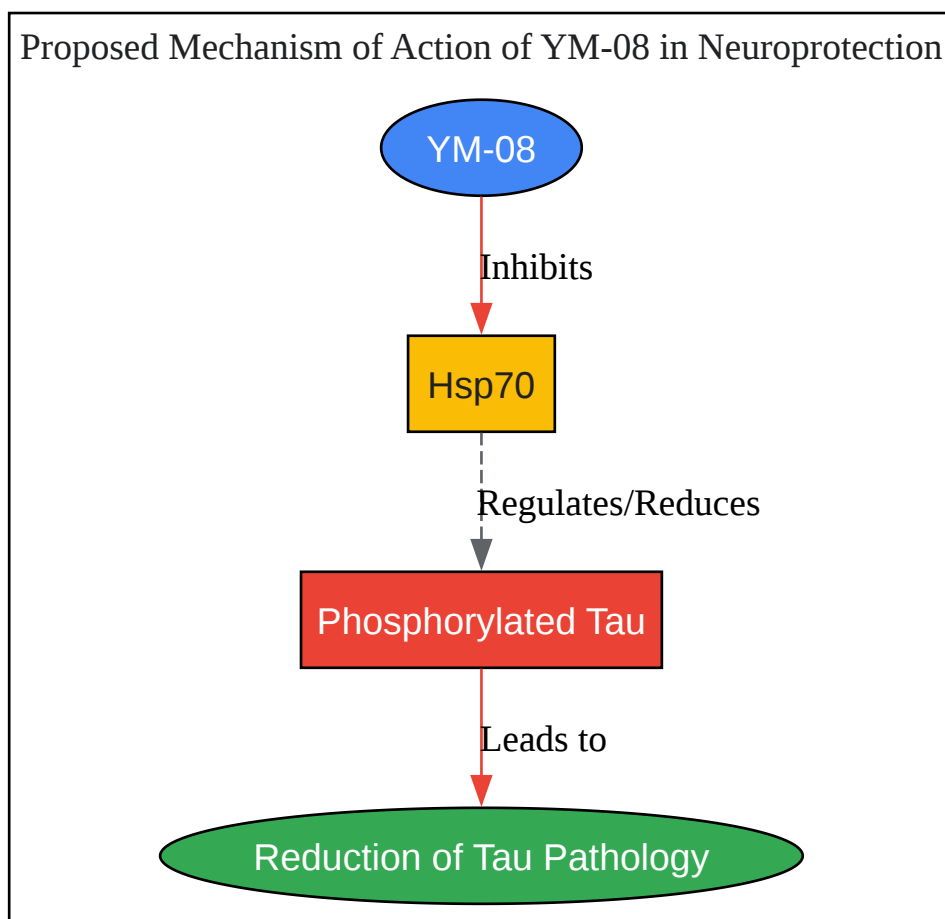 Proposed Mechanism of Action of YM-08 in Neuroprotection
YM-08
Inhibits
Hsp70
Regulates/Reduces
Phosphorylated Tau
Leads to
Reduction of Tau Pathology